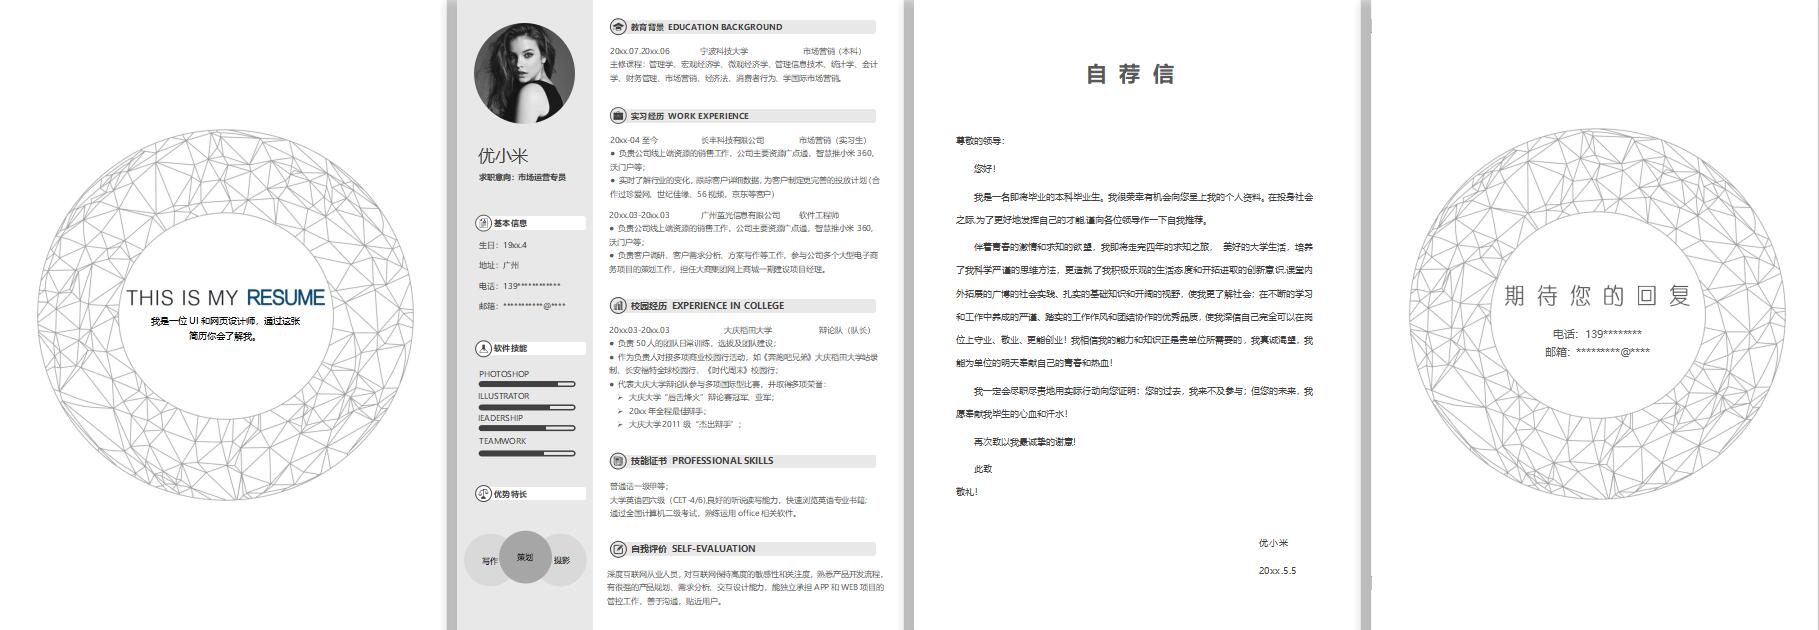 THIS IS MY RESUME
我是一位 UI 和网页设计师，通过这张
简历你会了解我。
优小米
求职意向：市场运营专员
基本信息
生日：19xx.4
地址：广州
电话：139************
邮箱：***********@****
软件技能
PHOTOSHOP
ILLUSTRATOR
lEADERSHIP
TEAMWORK
优势特长
写作
策划
摄影
教育背景 EDUCATION BACKGROUND
20xx.07.20xx.06 宁波科技大学 市场营销（本科）
主修课程：管理学、宏观经济学、微观经济学、管理信息技术、统计学、会计
学、财务管理、市场营销、经济法、消费者行为、学国际市场营销。
实习经历 WORK EXPERIENCE
20xx-04 至今 长丰科技有限公司 市场营销（实习生）
● 负责公司线上端资源的销售工作，公司主要资源广点通，智慧推小米 360，
沃门户等；
● 实时了解行业的变化，跟踪客户详细数据，为客户制定更完善的投放计划（合
作过珍爱网、世纪佳缘、56 视频，京东等客户）
20xx.03-20xx.03 广州蓝光信息有限公司 软件工程师
● 负责公司线上端资源的销售工作，公司主要资源广点通，智慧推小米 360，
沃门户等；
● 负责客户调研、客户需求分析、方案写作等工作，参与公司多个大型电子商
务项目的策划工作，担任大商集团网上商城一期建设项目经理。
校园经历 EXPERIENCE IN COLLEGE
20xx.03-20xx.03 大庆稻田大学 辩论队（队长）
● 负责 50 人的团队日常训练，选拔及团队建设；
● 作为负责人对接多项商业校园行活动，如《奔跑吧兄弟》大庆稻田大学站录
制、长安福特全球校园行、《时代周末》校园行；
● 代表大庆大学辩论队参与多项国际型比赛，并取得多项荣誉：
➢ 大庆大学“唇舌烽火”辩论赛冠军、亚军；
➢ 20xx 年全程最佳辩手；
➢ 大庆大学 2011 级“杰出辩手”；
技能证书 PROFESSIONAL SKILLS
普通话一级甲等；
大学英语四六级（CET-4/6),良好的听说读写能力，快速浏览英语专业书籍；
通过全国计算机二级考试，熟练运用 office 相关软件。
自我评价 SELF-EVALUATION
深度互联网从业人员，对互联网保持高度的敏感性和关注度，熟悉产品开发流程，
有很强的产品规划、需求分析、交互设计能力，能独立承担 APP 和 WEB 项目的
管控工作，善于沟通，贴近用户。
自荐信
尊敬的领导：
您好！
我是一名即将毕业的本科毕业生。我很荣幸有机会向您呈上我的个人资料。在投身社会
之际,为了更好地发挥自己的才能,谨向各位领导作一下自我推荐。
伴着青春的激情和求知的欲望，我即将走完四年的求知之旅， 美好的大学生活，培养
了我科学严谨的思维方法，更造就了我积极乐观的生活态度和开拓进取的创新意识.课堂内
外拓展的广博的社会实践、扎实的基础知识和开阔的视野，使我更了解社会；在不断的学习
和工作中养成的严谨、踏实的工作作风和团结协作的优秀品质，使我深信自己完全可以在岗
位上守业、敬业、更能创业！我相信我的能力和知识正是贵单位所需要的，我真诚渴望，我
能为单位的明天奉献自己的青春和热血！
我一定会尽职尽责地用实际行动向您证明：您的过去，我来不及参与；但您的未来，我
愿奉献我毕生的心血和汗水！
再次致以我最诚挚的谢意！
此致
敬礼！
优小米
20xx .5.5
期待您的回复
电话：139********
邮箱：*********@****